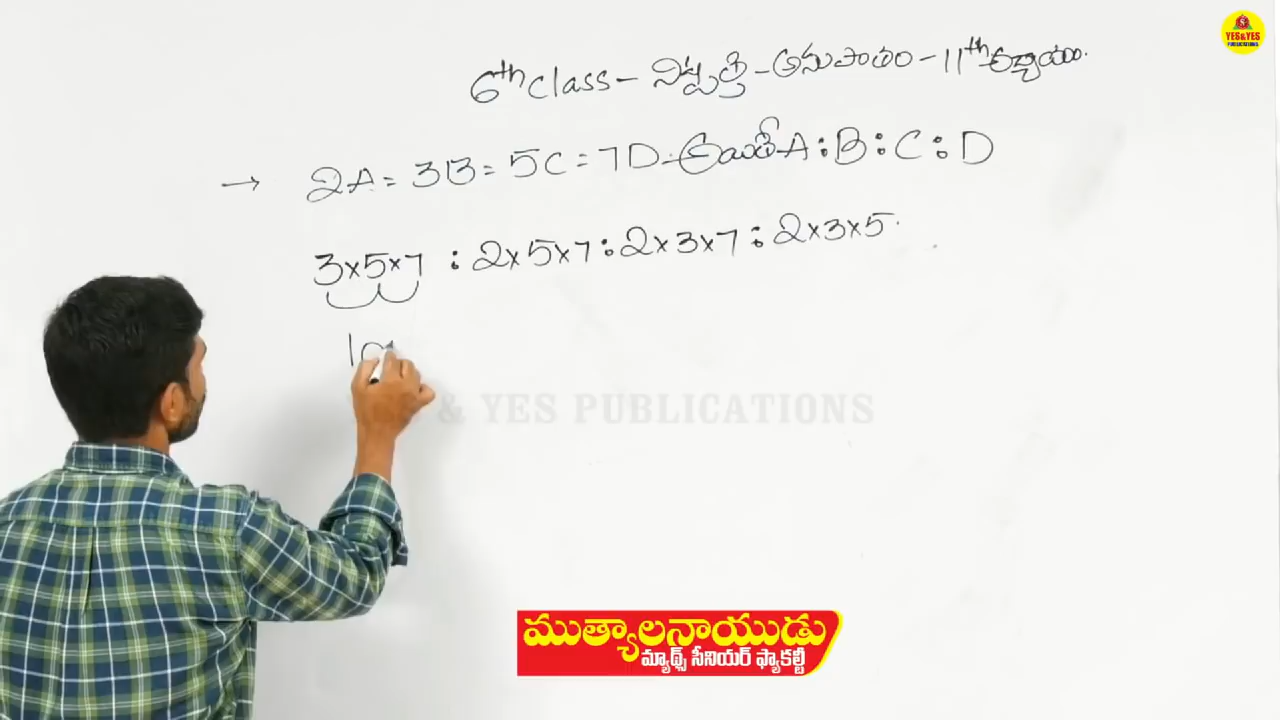 YES&YES
PUBLICATIONS
6th class - నిష్పత్తి - అనుపాతం - 11th అధ్యాయం.
→ 2A = 3B = 5C = 7D అయితే A : B : C : D
3×5×7 : 2×5×7 : 2×3×7 : 2×3×5.
10
YES & YES PUBLICATIONS
ముత్యాలనాయుడు
మ్యాథ్స్ సీనియర్ ఫ్యాకల్టీ